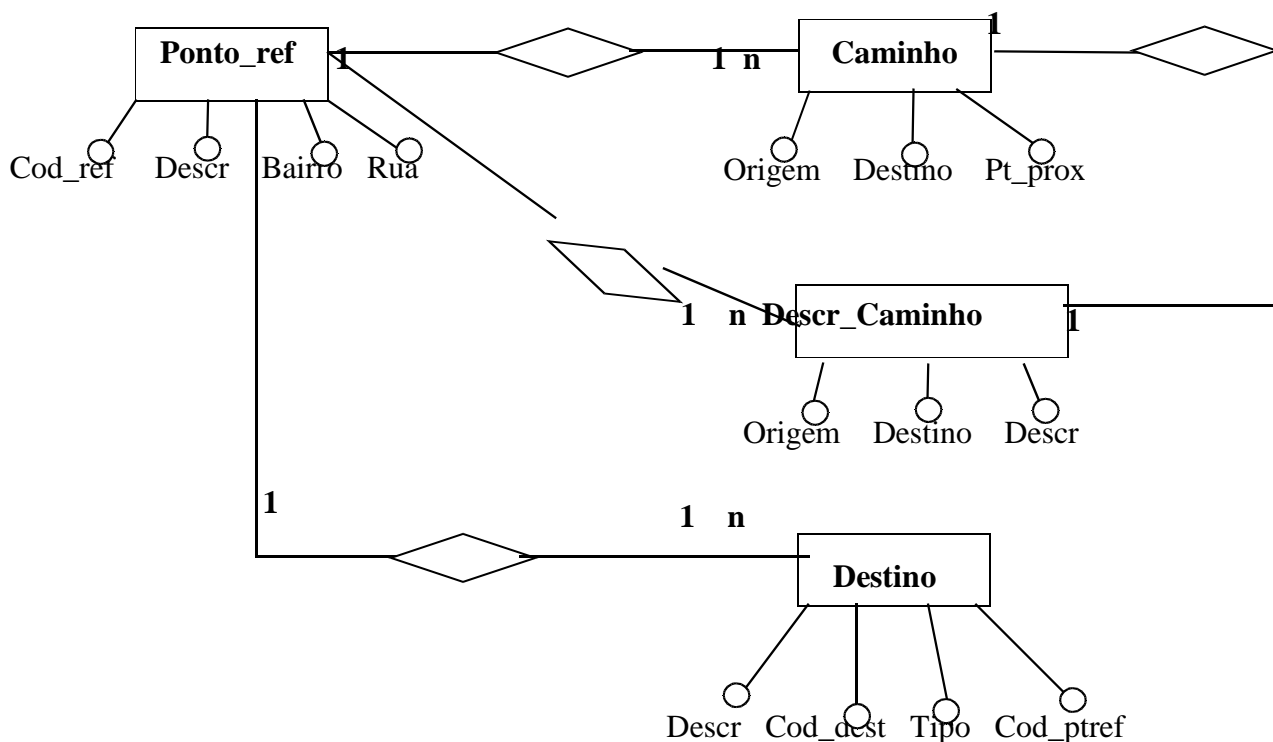 1
Ponto_ref 1 1 n Caminho
Cod_ref Descr Bairro Rua Origem Destino Pt_prox
1 n Descr_Caminho 1
Origem Destino Descr
1 1 n
Destino
Descr Cod_dest Tipo Cod_ptref